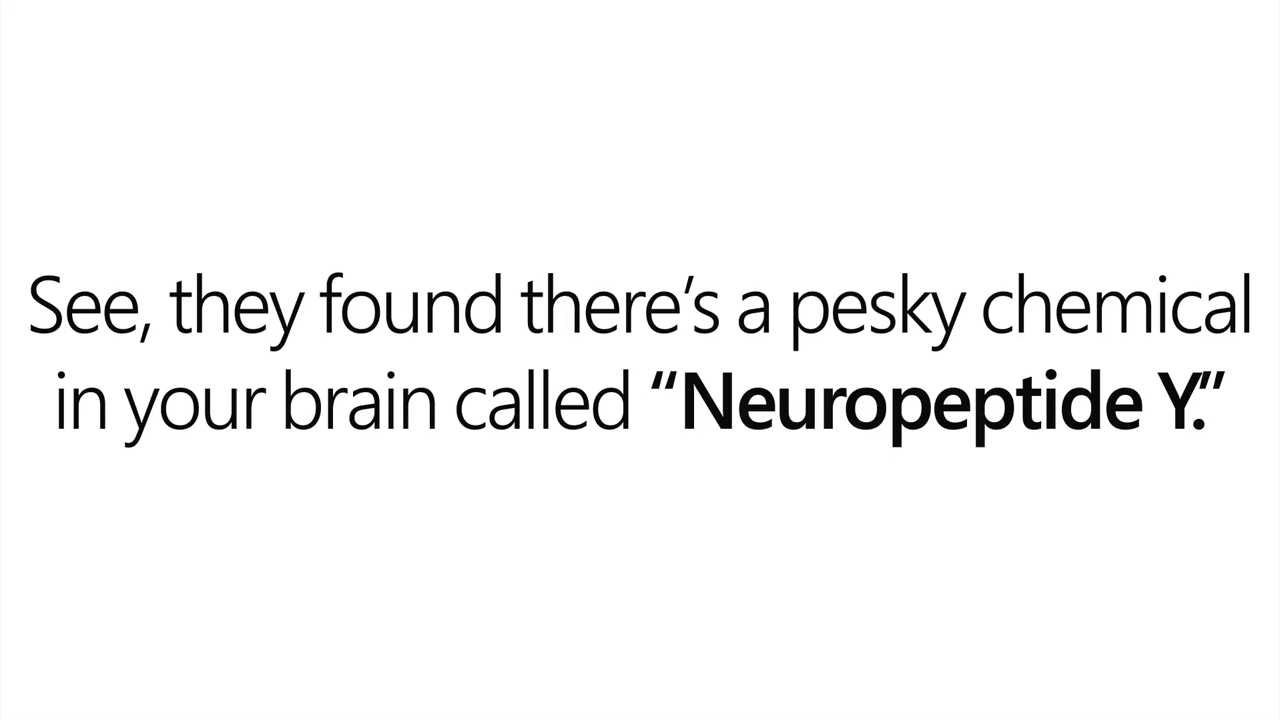 See, they found there’s a pesky chemical
in your brain called “Neuropeptide Y.”